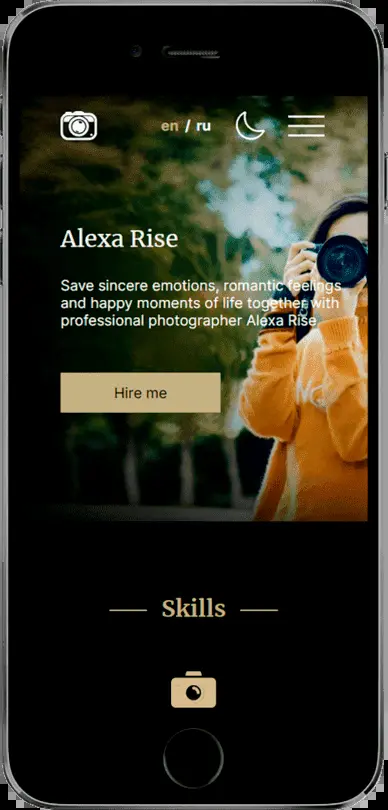 en / ru
Alexa Rise
Save sincere emotions, romantic feelings
and happy moments of life together with
professional photographer Alexa Rise
Hire me
Skills